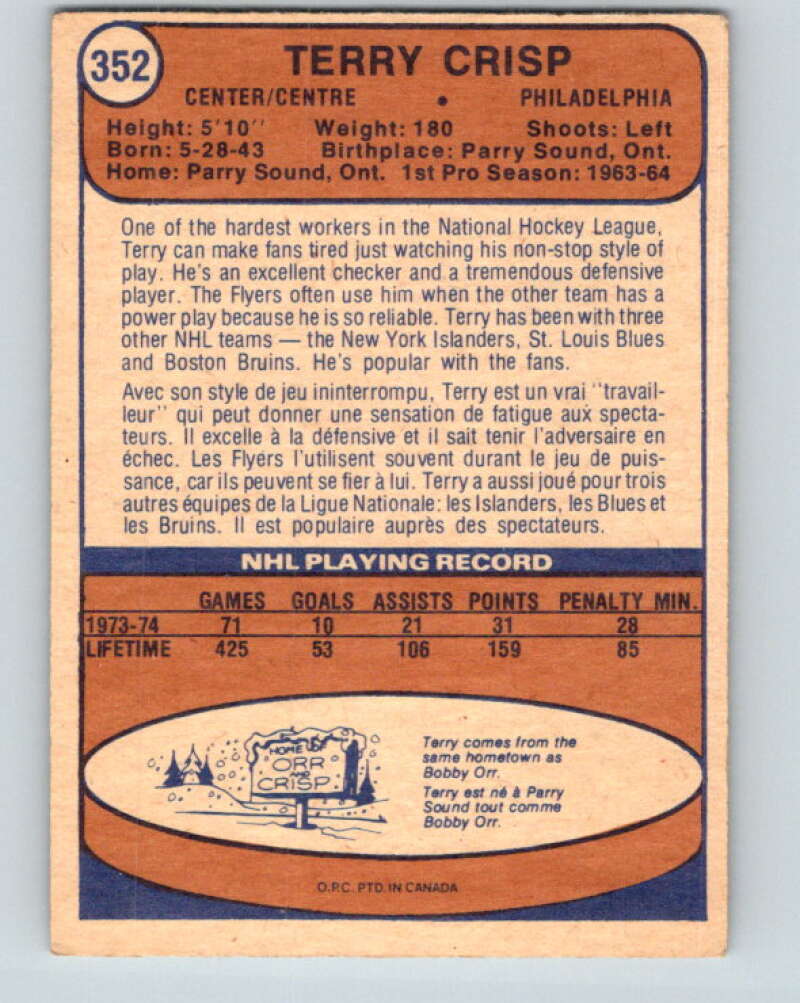 352
TERRY CRISP
CENTER/CENTRE • PHILADELPHIA
Height: 5'10'' Weight: 180 Shoots: Left
Born: 5-28-43 Birthplace: Parry Sound, Ont.
Home: Parry Sound, Ont. 1st Pro Season: 1963-64
One of the hardest workers in the National Hockey League,
Terry can make fans tired just watching his non-stop style of
play. He's an excellent checker and a tremendous defensive
player. The Flyers often use him when the other team has a
power play because he is so reliable. Terry has been with three
other NHL teams — the New York Islanders, St. Louis Blues
and Boston Bruins. He's popular with the fans.
Avec son style de jeu ininterrompu, Terry est un vrai "travail-
leur" qui peut donner une sensation de fatigue aux specta-
teurs. Il excelle à la défensive et il sait tenir l'adversaire en
échec. Les Flyers l'utilisent souvent durant le jeu de puis-
sance, car ils peuvent se fier à lui. Terry a aussi joué pour trois
autres équipes de la Ligue Nationale: les Islanders, les Blues et
les Bruins. Il est populaire auprès des spectateurs.
NHL PLAYING RECORD
GAMES GOALS ASSISTS POINTS PENALTY MIN.
1973-74 71 10 21 31 28
LIFETIME 425 53 106 159 85
HOME OF
ORR
AND
CRISP
Terry comes from the
same hometown as
Bobby Orr.
Terry est né à Parry
Sound tout comme
Bobby Orr.
O.P.C. PTD. IN CANADA